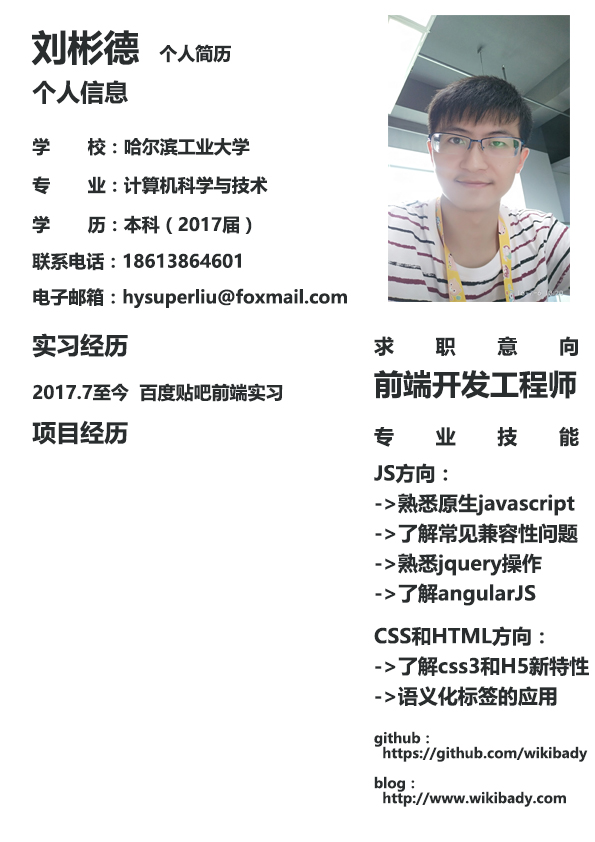 刘彬德 个人简历
个人信息
学 校：哈尔滨工业大学
专 业：计算机科学与技术
学 历：本科（2017届）
联系电话：18613864601
电子邮箱：hysuperliu@foxmail.com
实习经历
2017.7至今 百度贴吧前端实习
项目经历
求 职 意 向
前端开发工程师
专 业 技 能
JS方向：
->熟悉原生javascript
->了解常见兼容性问题
->熟悉jquery操作
->了解angularJS
CSS和HTML方向：
->了解css3和H5新特性
->语义化标签的应用
github：
https://github.com/wikibady
blog：
http://www.wikibady.com